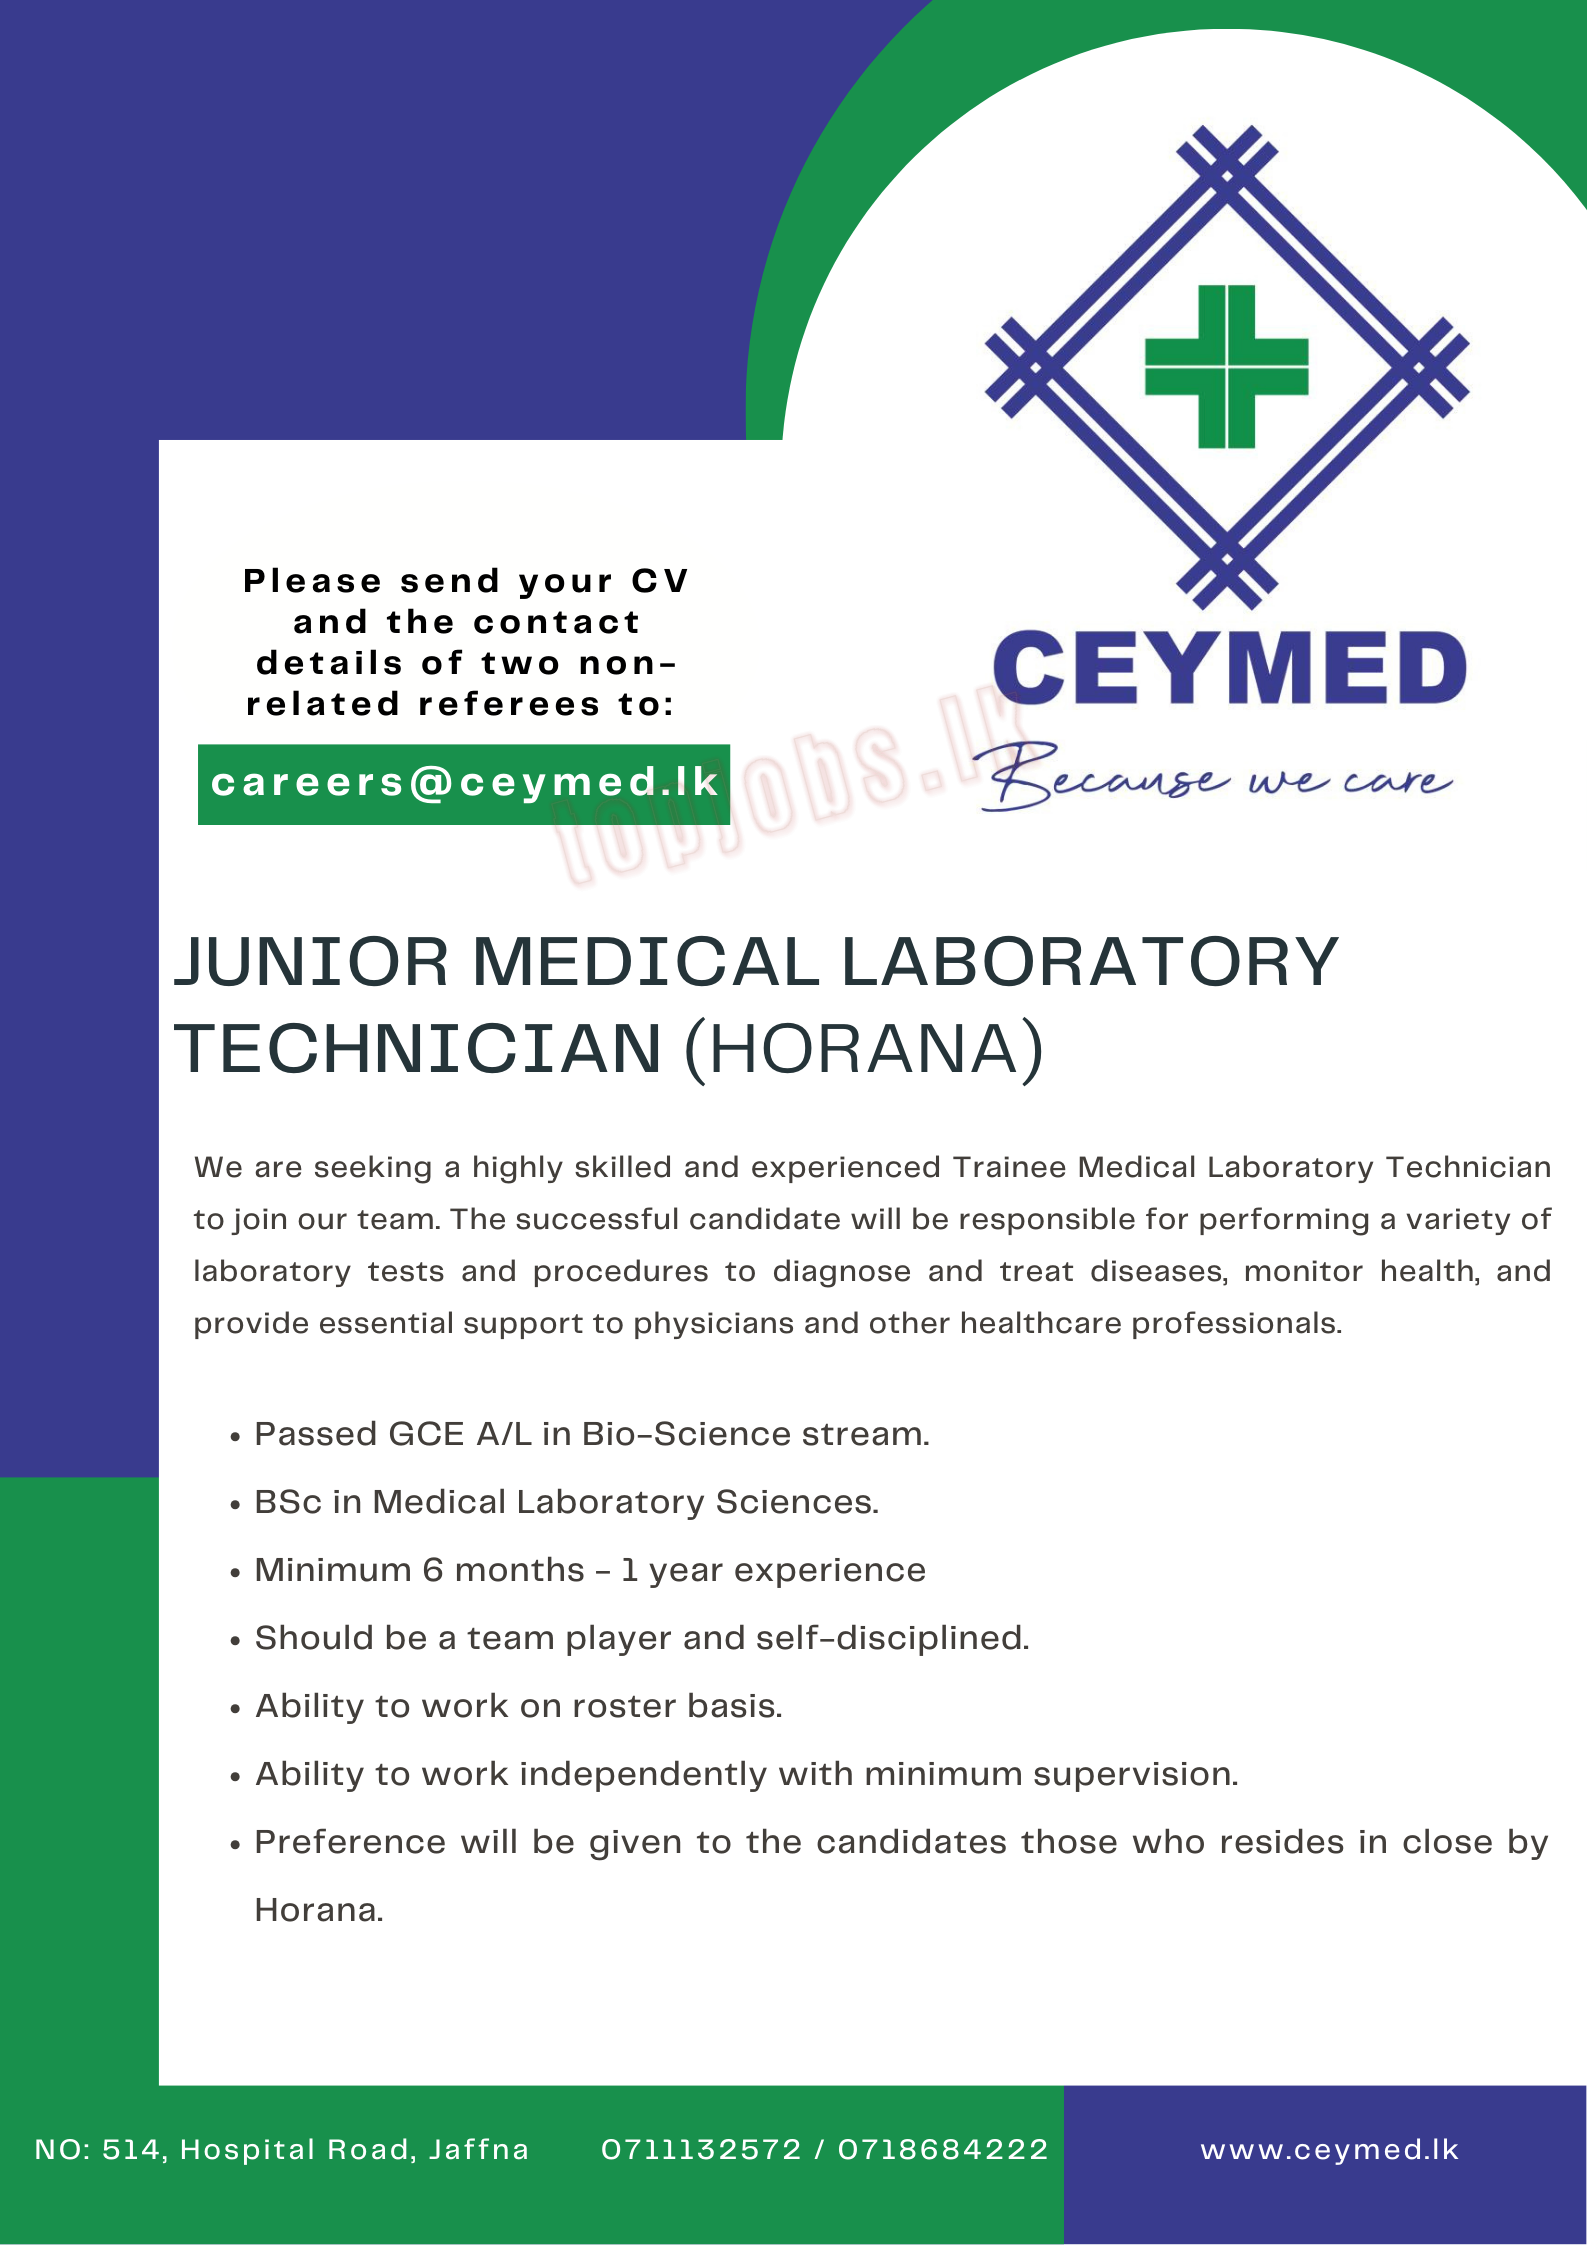 CEYMED
Because we care
Please send your CV
and the contact
details of two non-
related referees to:
careers@ceymed.lk
topjobs.lk
JUNIOR MEDICAL LABORATORY
TECHNICIAN (HORANA)
We are seeking a highly skilled and experienced Trainee Medical Laboratory Technician
to join our team. The successful candidate will be responsible for performing a variety of
laboratory tests and procedures to diagnose and treat diseases, monitor health, and
provide essential support to physicians and other healthcare professionals.
• Passed GCE A/L in Bio-Science stream.
• BSc in Medical Laboratory Sciences.
• Minimum 6 months - 1 year experience
• Should be a team player and self-disciplined.
• Ability to work on roster basis.
• Ability to work independently with minimum supervision.
• Preference will be given to the candidates those who resides in close by
Horana.
NO: 514, Hospital Road, Jaffna
0711132572 / 0718684222
www.ceymed.lk